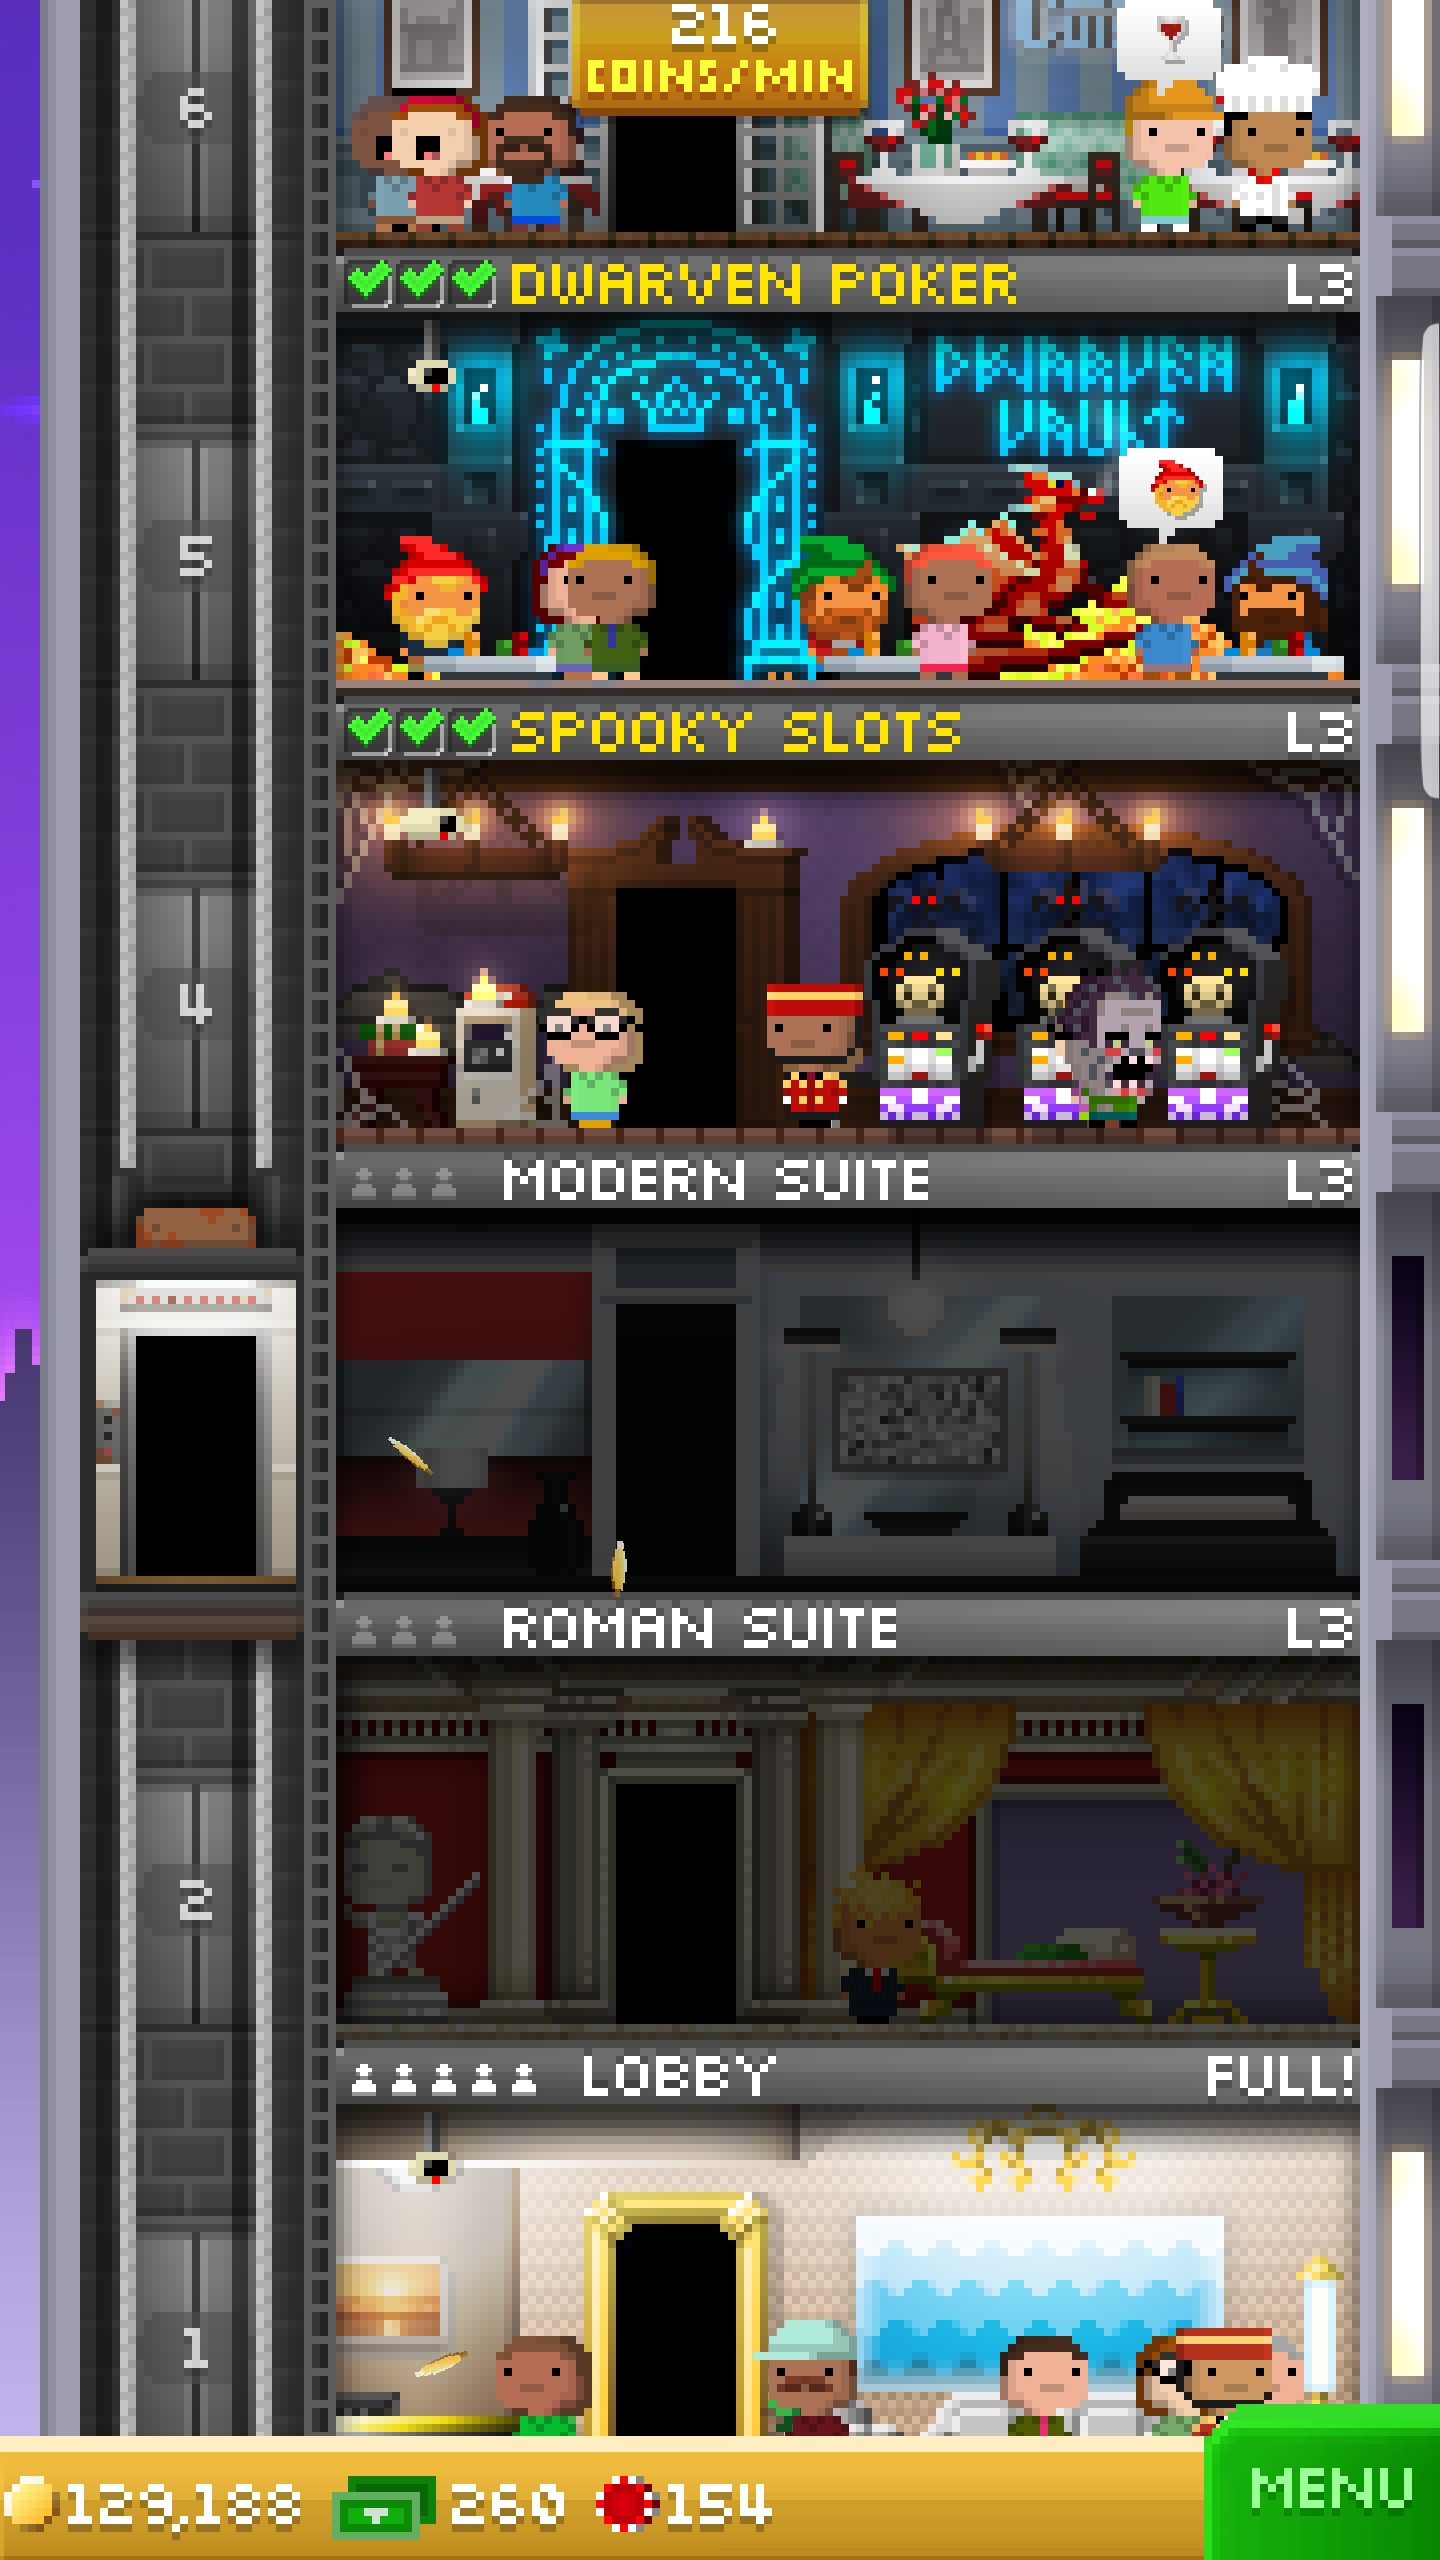 216
COINS/MIN
6
DWARVEN POKER L3
DWARVEN
VAULT
5
SPOOKY SLOTS L3
4
MODERN SUITE L3
ROMAN SUITE L3
2
LOBBY FULL!
1
129,188 260 154 MENU